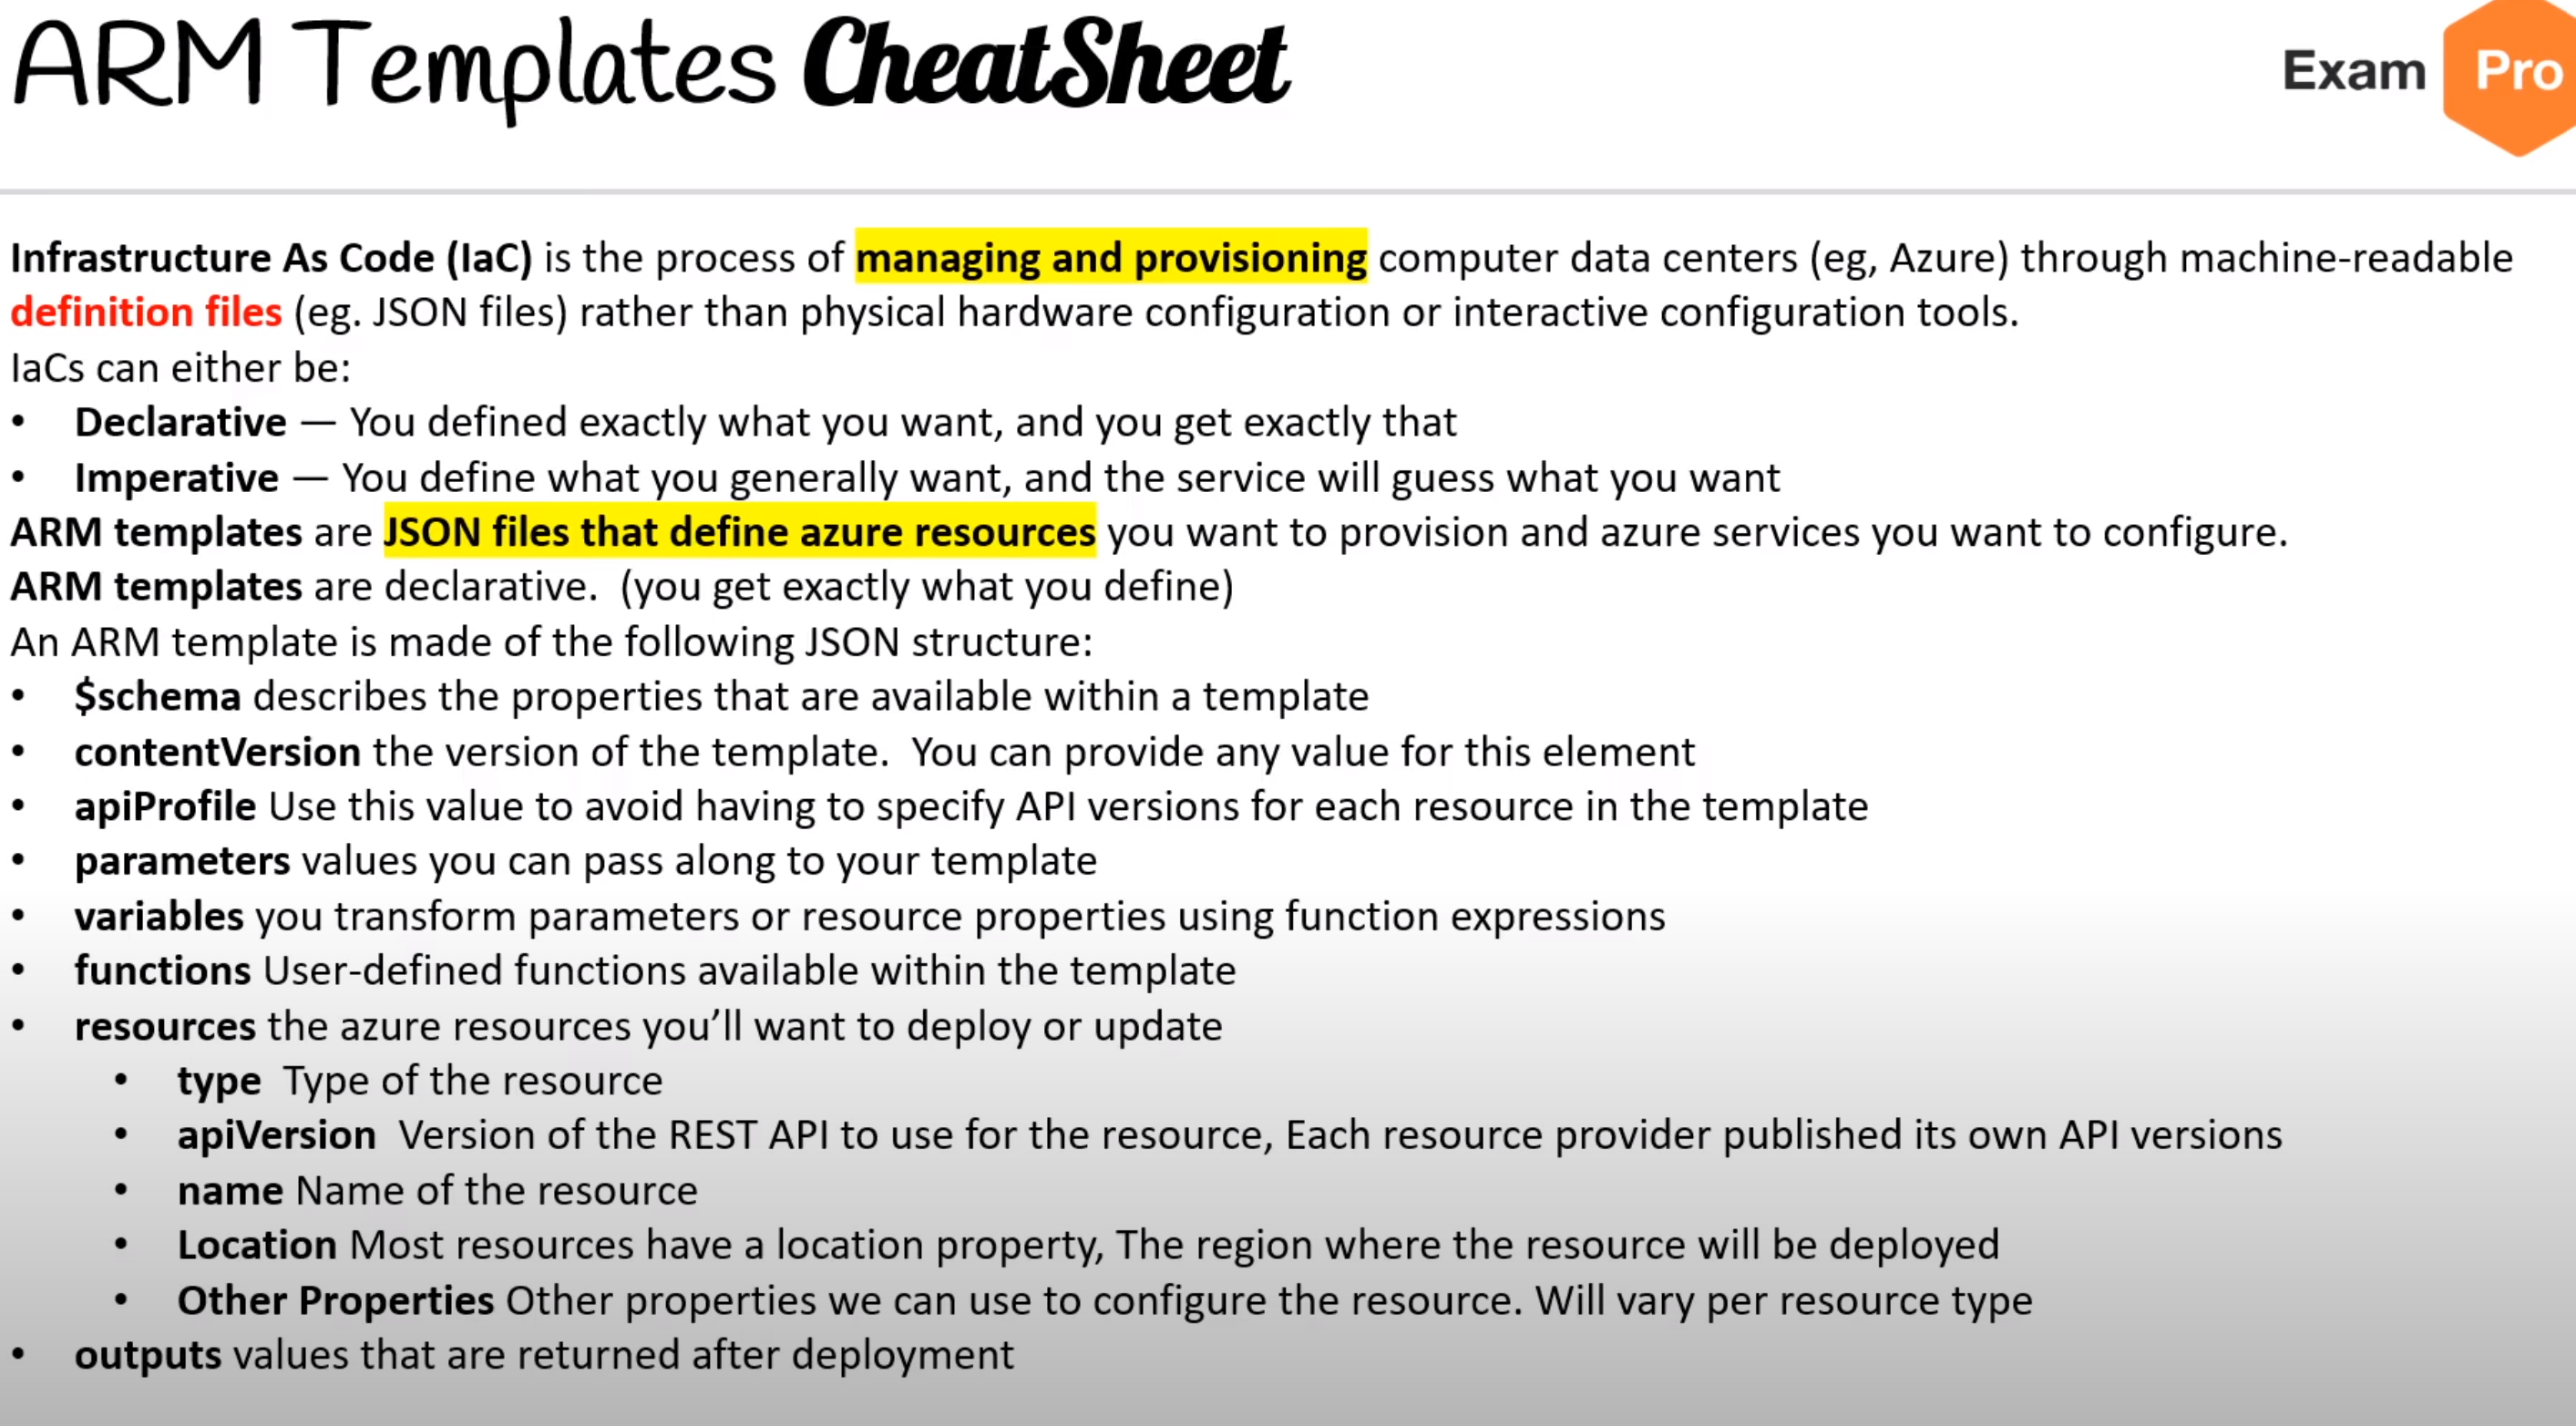 ARM Templates CheatSheet
Exam Pro
Infrastructure As Code (IaC) is the process of managing and provisioning computer data centers (eg, Azure) through machine-readable
definition files (eg. JSON files) rather than physical hardware configuration or interactive configuration tools.
IaCs can either be:
• Declarative — You defined exactly what you want, and you get exactly that
• Imperative — You define what you generally want, and the service will guess what you want
ARM templates are JSON files that define azure resources you want to provision and azure services you want to configure.
ARM templates are declarative.  (you get exactly what you define)
An ARM template is made of the following JSON structure:
• $schema describes the properties that are available within a template
• contentVersion the version of the template.  You can provide any value for this element
• apiProfile Use this value to avoid having to specify API versions for each resource in the template
• parameters values you can pass along to your template
• variables you transform parameters or resource properties using function expressions
• functions User-defined functions available within the template
• resources the azure resources you’ll want to deploy or update
• type  Type of the resource
• apiVersion  Version of the REST API to use for the resource, Each resource provider published its own API versions
• name Name of the resource
• Location Most resources have a location property, The region where the resource will be deployed
• Other Properties Other properties we can use to configure the resource. Will vary per resource type
• outputs values that are returned after deployment